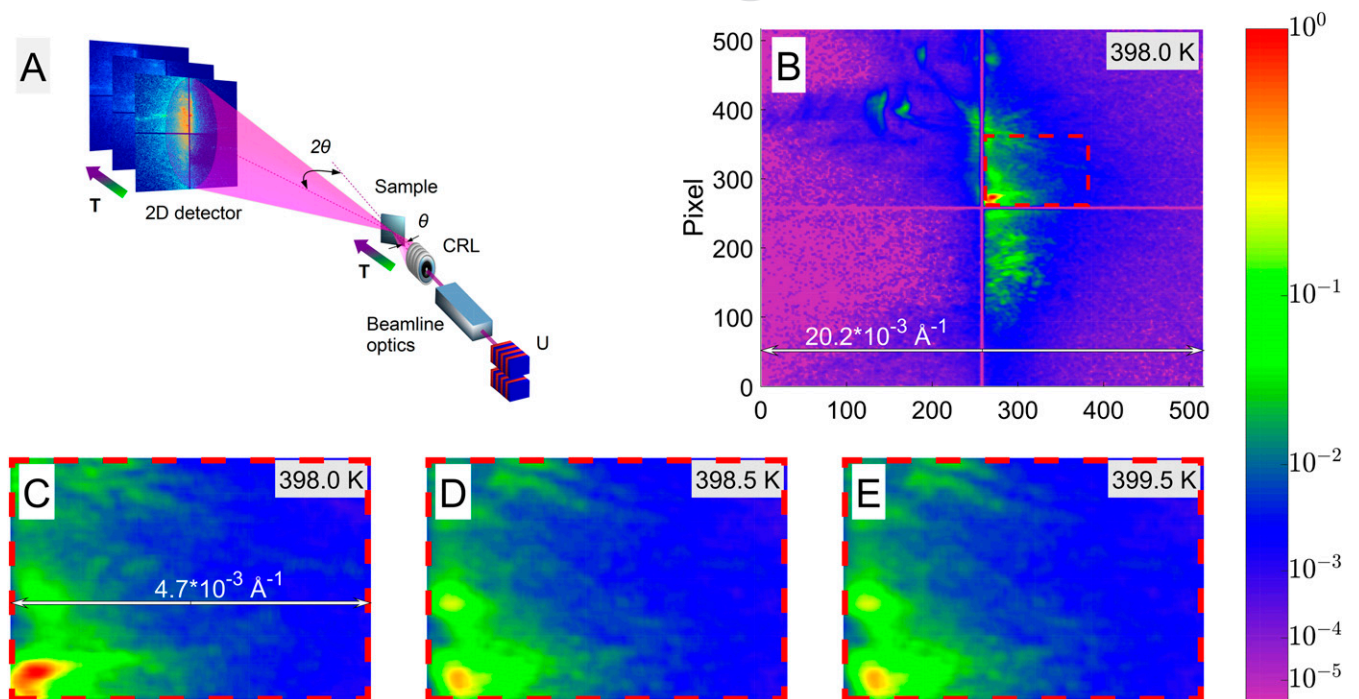 A
2θ
Sample
θ
CRL
T
2D detector
T
Beamline
optics
U
B
398.0 K
Pixel
500
400
300
200
100
0
20.2*10⁻³ Å⁻¹
0 100 200 300 400 500
10⁰
10⁻¹
10⁻²
10⁻³
10⁻⁴
10⁻⁵
C
398.0 K
4.7*10⁻³ Å⁻¹
D
398.5 K
E
399.5 K